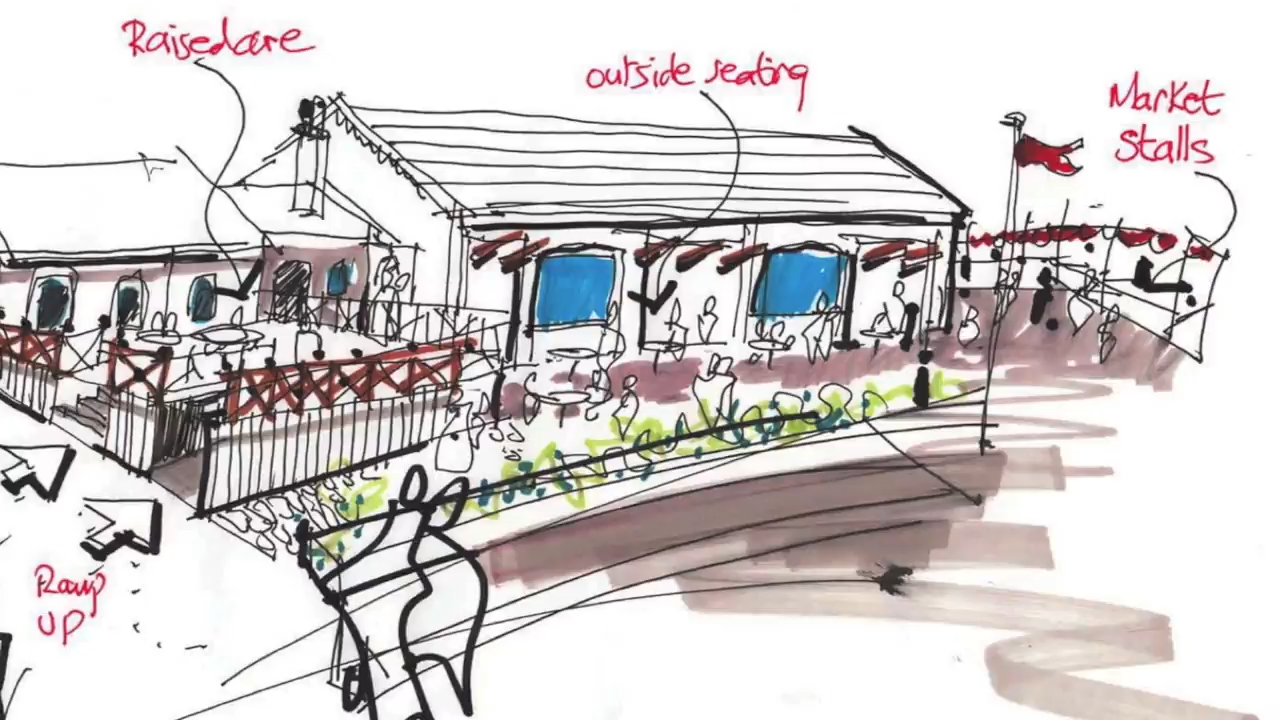 Raisedare
outside seating
Market
Stalls
Ramp
UP